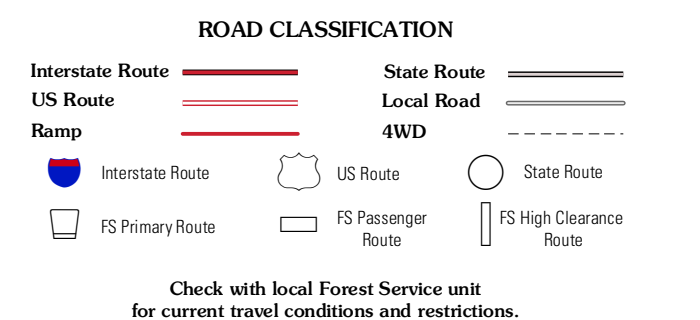 ROAD CLASSIFICATION
Interstate Route
State Route
US Route
Local Road
Ramp
4WD
Interstate Route
US Route
State Route
FS Primary Route
FS Passenger
Route
FS High Clearance
Route
Check with local Forest Service unit
for current travel conditions and restrictions.